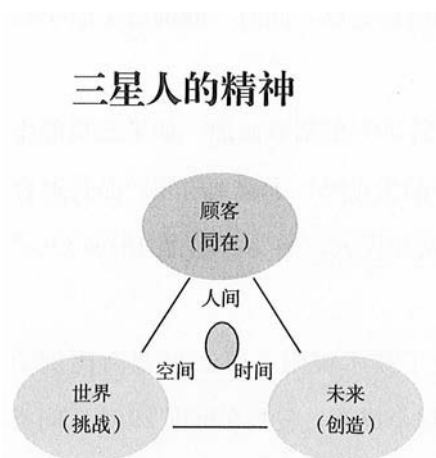 三星人的精神
顾客
（同在）
人间
空间 时间
世界
（挑战）
未来
（创造）